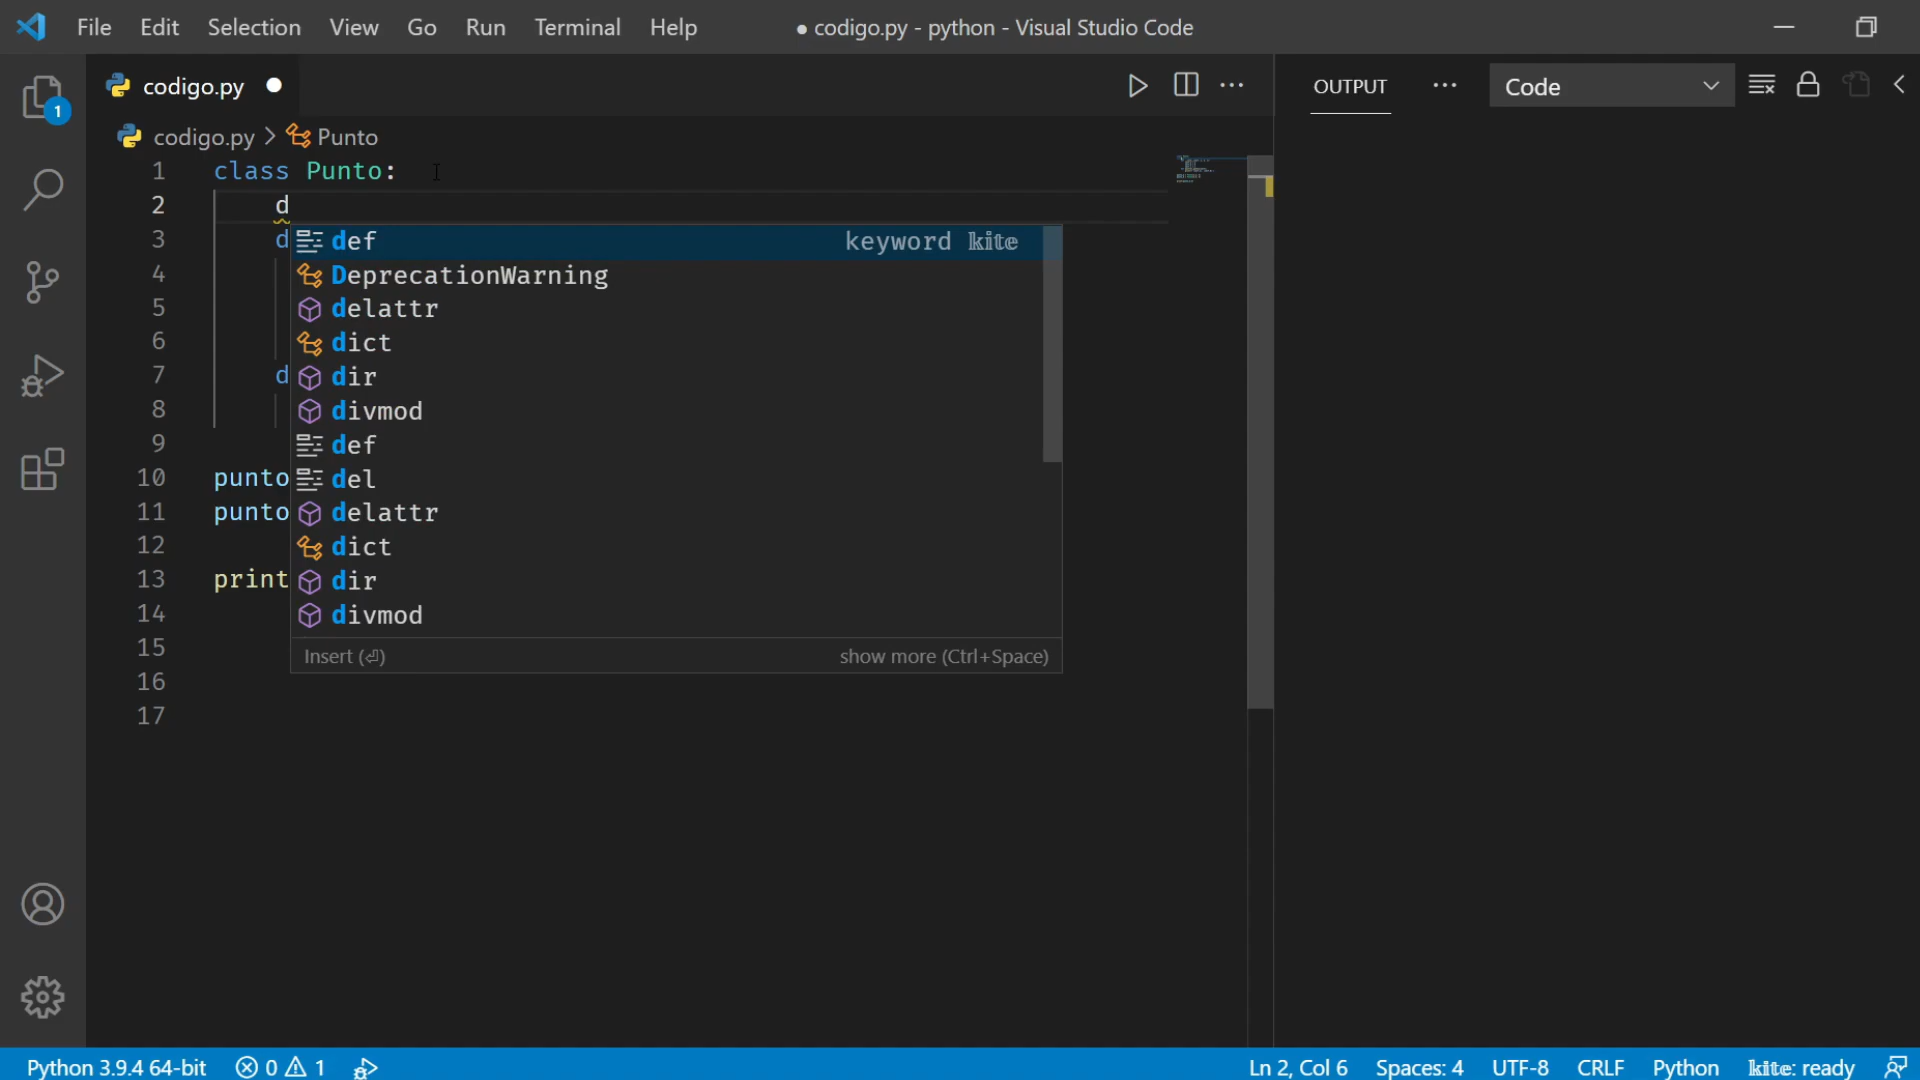 File Edit Selection View Go Run Terminal Help ● codigo.py - python - Visual Studio Code
codigo.py ●
OUTPUT ··· Code
1
codigo.py > Punto
1 class Punto:
2 d
3 d
4
5
6
7 d
8
9
10 punto
11 punto
12
13 print
14
15
16
17
def keyword kite
DeprecationWarning
delattr
dict
dir
divmod
def
del
delattr
dict
dir
divmod
Insert (⏎) show more (Ctrl+Space)
Python 3.9.4 64-bit 0 1 Ln 2, Col 6 Spaces: 4 UTF-8 CRLF Python kite: ready